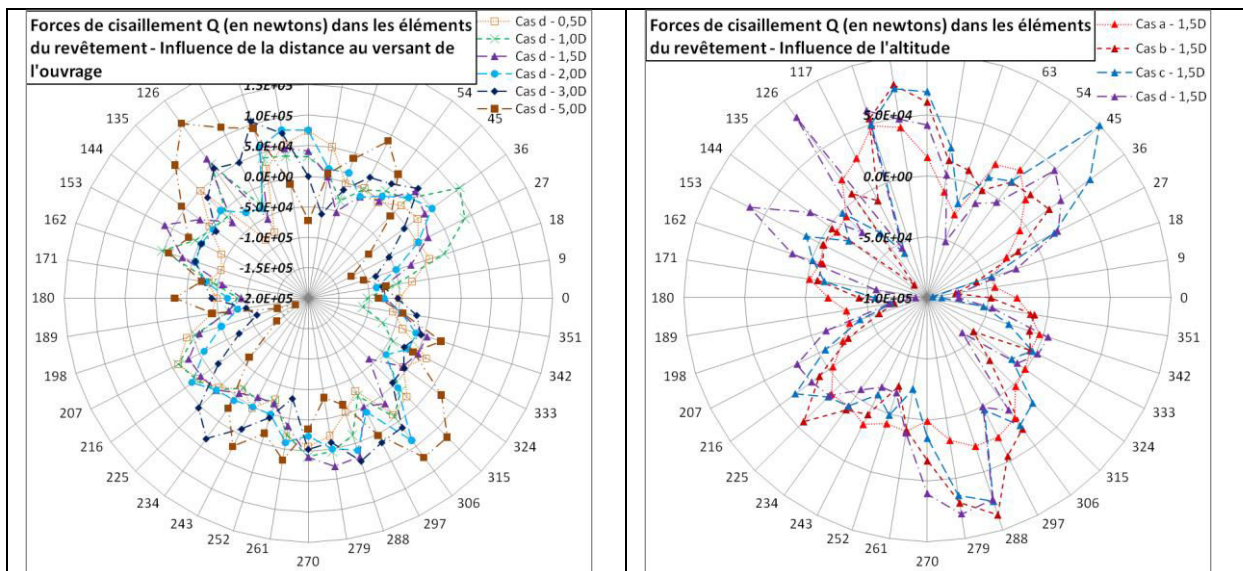 Forces de cisaillement Q (en newtons) dans les éléments
du revêtement - Influence de la distance au versant de
l'ouvrage
Cas d - 0,5D
Cas d - 1,0D
Cas d - 1,5D
Cas d - 2,0D
Cas d - 3,0D
Cas d - 5,0D
1.5E+05
1.0E+05
5.0E+04
0.0E+00
-5.0E+04
-1.0E+05
-1.5E+05
-2.0E+05
54
45
36
27
18
9
0
351
342
333
324
315
306
297
288
279
270
261
252
243
234
225
216
207
198
189
180
171
162
153
144
135
126
Forces de cisaillement Q (en newtons) dans les éléments
du revêtement - Influence de l'altitude
Cas a - 1,5D
Cas b - 1,5D
Cas c - 1,5D
Cas d - 1,5D
5.0E+04
0.0E+00
-5.0E+04
-1.0E+05
63
54
45
36
27
18
9
0
351
342
333
324
315
306
297
288
279
270
261
252
243
234
225
216
207
198
189
180
171
162
153
144
135
126
117